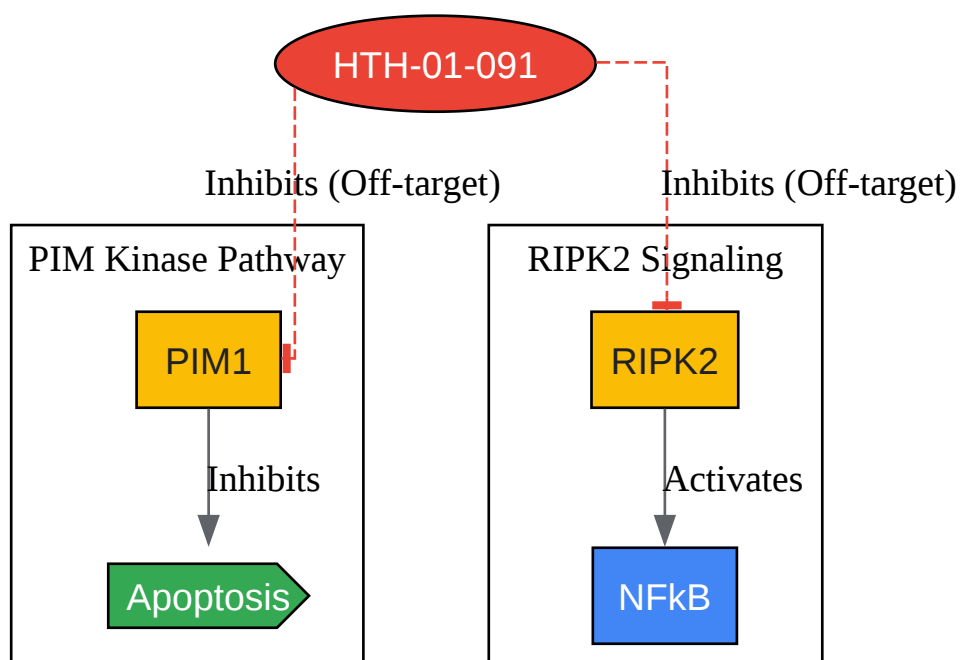 HTH-01-091
Inhibits (Off-target)
Inhibits (Off-target)
PIM Kinase Pathway
RIPK2 Signaling
PIM1
RIPK2
Inhibits
Activates
Apoptosis
NFkB